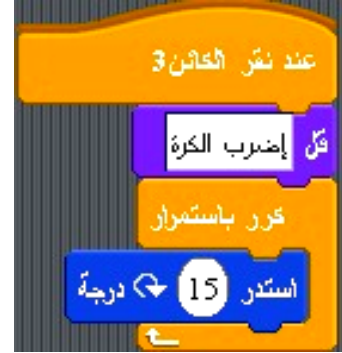 عند نقر الكائن3
قل إضرب الكرة
كرر باستمرار
استدر 15 درجة